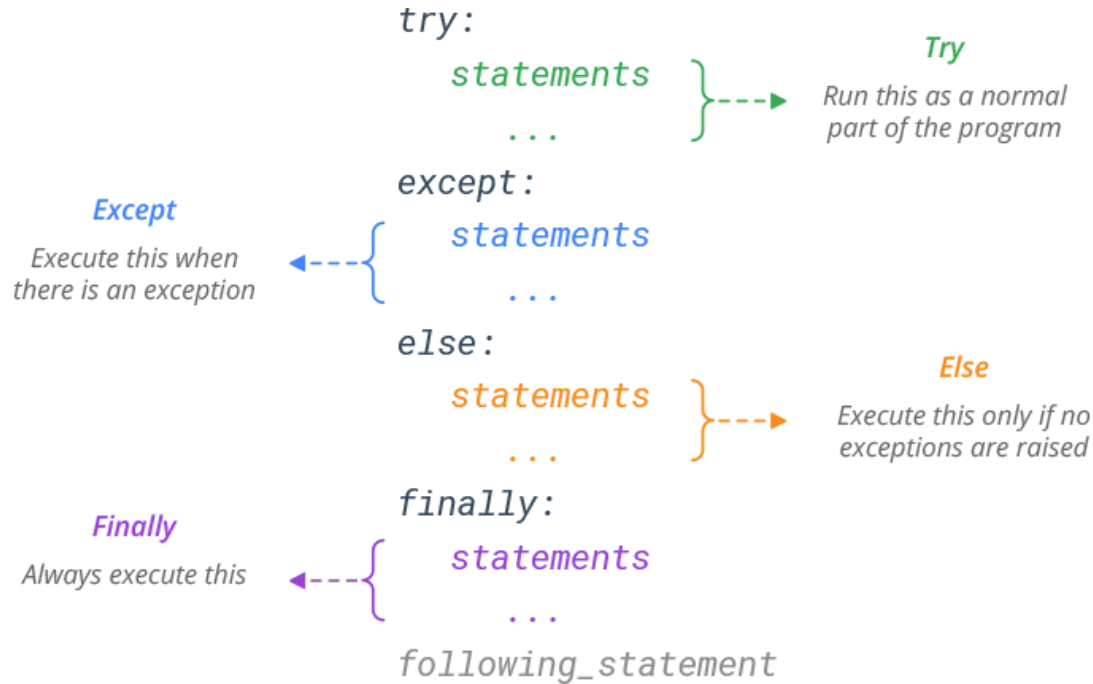 try:
statements
...
Try
Run this as a normal
part of the program
except:
statements
...
Except
Execute this when
there is an exception
else:
statements
...
Else
Execute this only if no
exceptions are raised
finally:
statements
...
Finally
Always execute this
following_statement